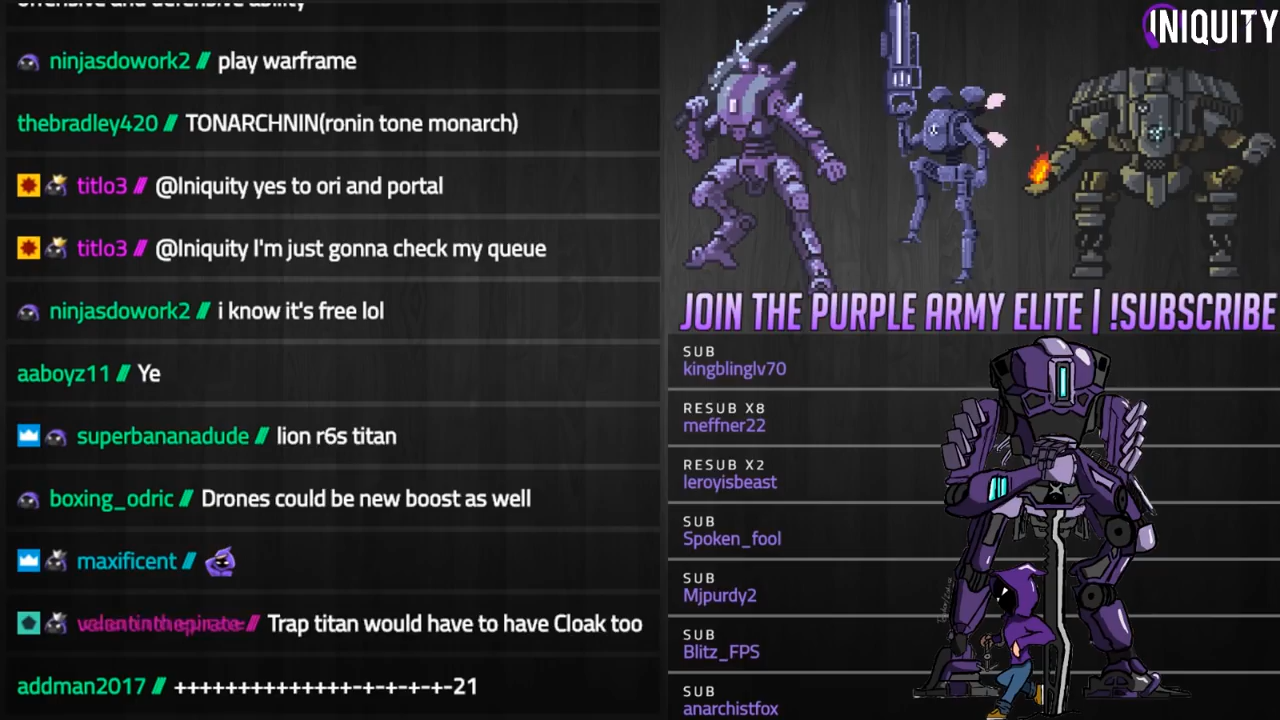 offensive and defensive ability
ninjasdowork2 // play warframe
thebradley420 // TONARCHNIN(ronin tone monarch)
titlo3 // @Iniquity yes to ori and portal
titlo3 // @Iniquity I'm just gonna check my queue
ninjasdowork2 // i know it's free lol
aaboyz11 // Ye
superbananadude // lion r6s titan
boxing_odric // Drones could be new boost as well
maxificent //
valentinthepirate // Trap titan would have to have Cloak too
addman2017 // ++++++++++++++-+-+-+-+-21
INIQUITY
JOIN THE PURPLE ARMY ELITE | !SUBSCRIBE
SUB
kingblinglv70
RESUB X8
meffner22
RESUB X2
leroyisbeast
SUB
Spoken_fool
SUB
Mjpurdy2
SUB
Blitz_FPS
SUB
anarchistfox